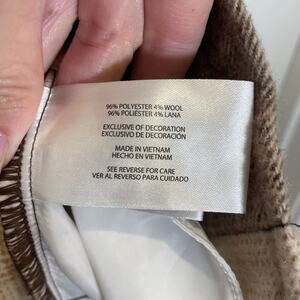 96% POLYESTER 4% WOOL
96% POLIÉSTER 4% LANA
EXCLUSIVE OF DECORATION
EXCLUSIVO DE DECORACIÓN
MADE IN VIETNAM
HECHO EN VIETNAM
SEE REVERSE FOR CARE
VER AL REVERSO PARA CUIDADO